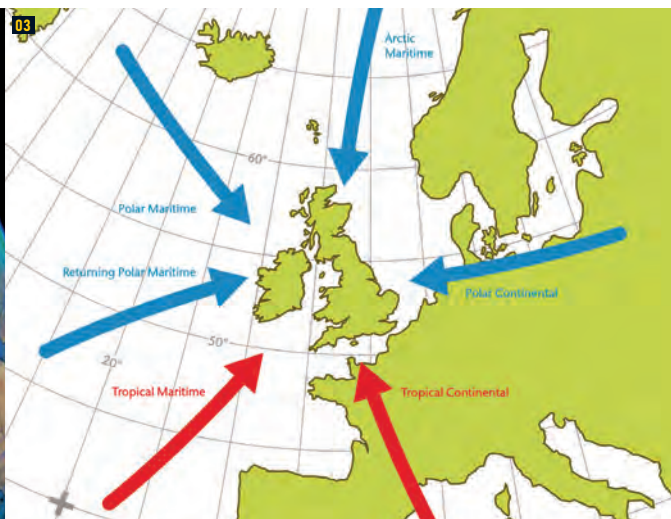 03
Arctic
Maritime
60°
Polar Maritime
Returning Polar Maritime
Polar Continental
50°
20°
Tropical Maritime
Tropical Continental